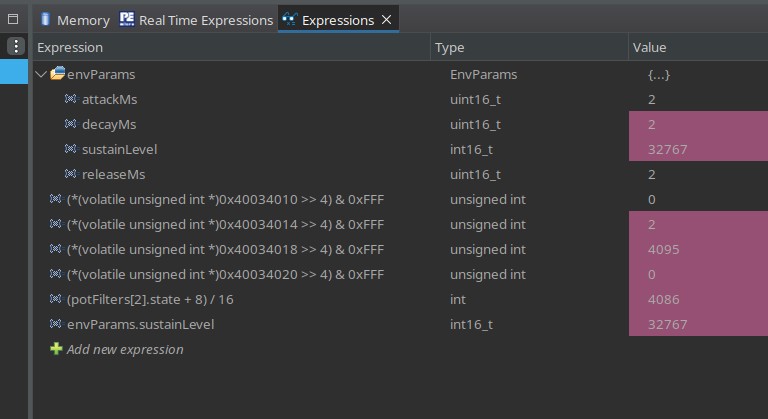 Memory Real Time Expressions Expressions
Expression Type Value
envParams EnvParams {...}
attackMs uint16_t 2
decayMs uint16_t 2
sustainLevel int16_t 32767
releaseMs uint16_t 2
(*(volatile unsigned int *)0x40034010 >> 4) & 0xFFF unsigned int 0
(*(volatile unsigned int *)0x40034014 >> 4) & 0xFFF unsigned int 2
(*(volatile unsigned int *)0x40034018 >> 4) & 0xFFF unsigned int 4095
(*(volatile unsigned int *)0x40034020 >> 4) & 0xFFF unsigned int 0
(potFilters[2].state + 8) / 16 int 4086
envParams.sustainLevel int16_t 32767
Add new expression